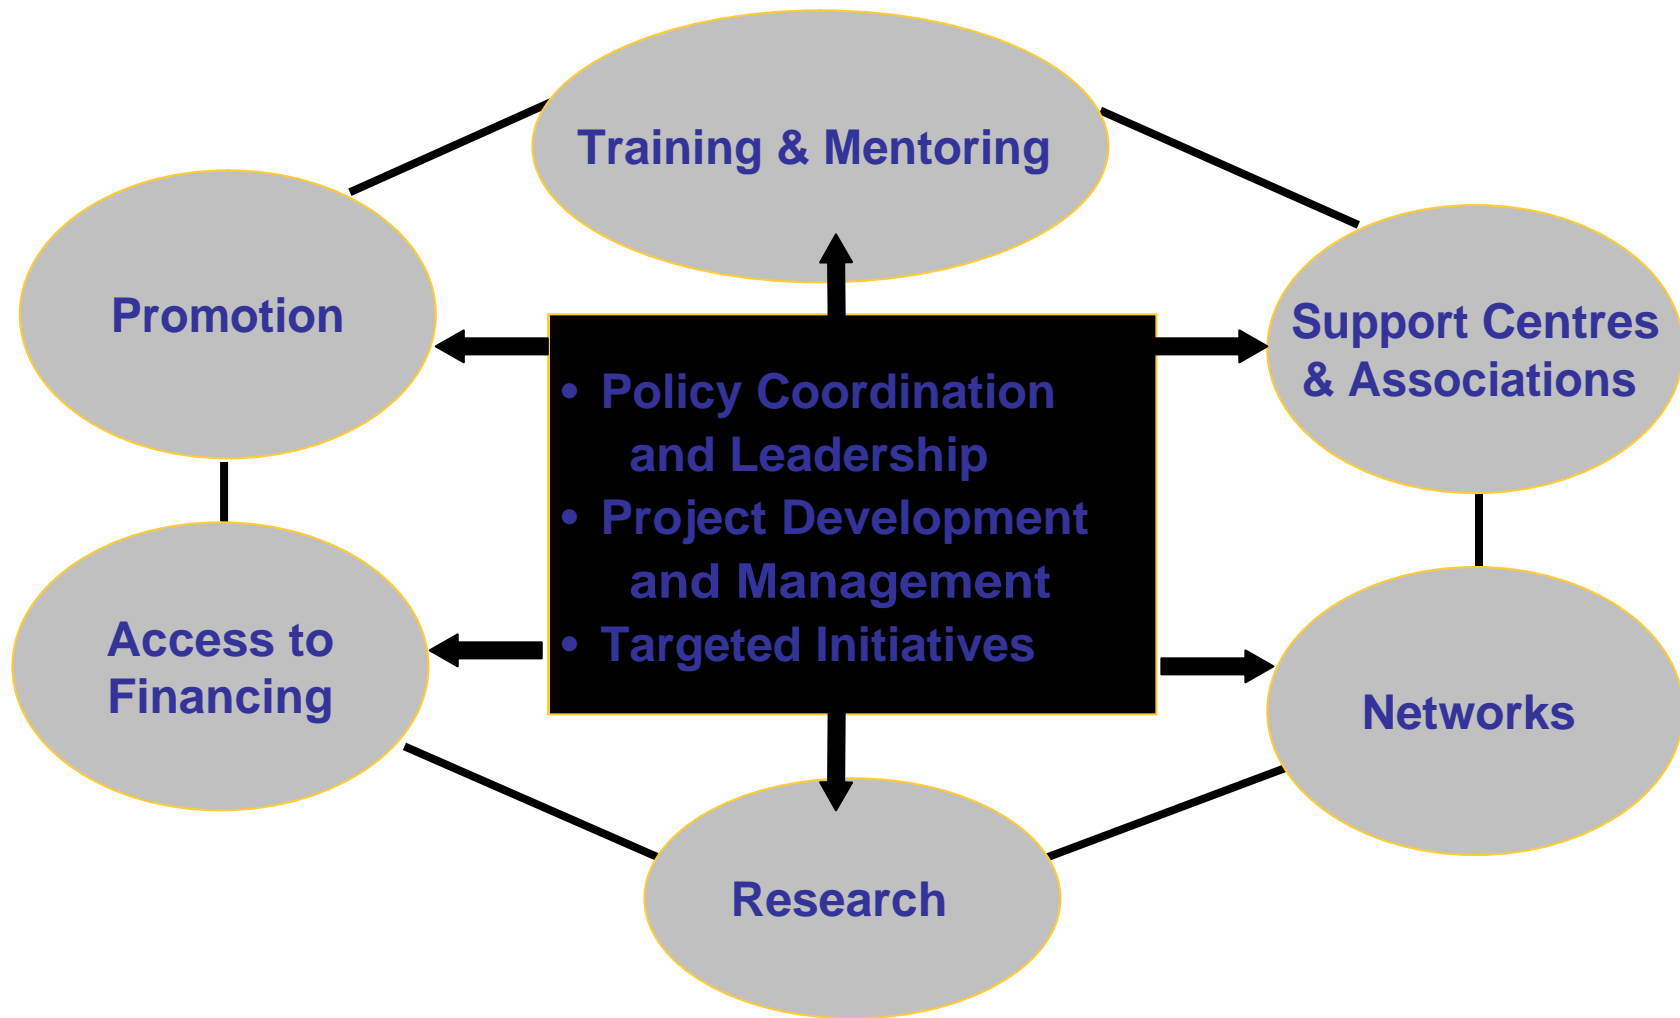 Training & Mentoring
Promotion
Support Centres
& Associations
• Policy Coordination
and Leadership
• Project Development
and Management
• Targeted Initiatives
Access to
Financing
Networks
Research